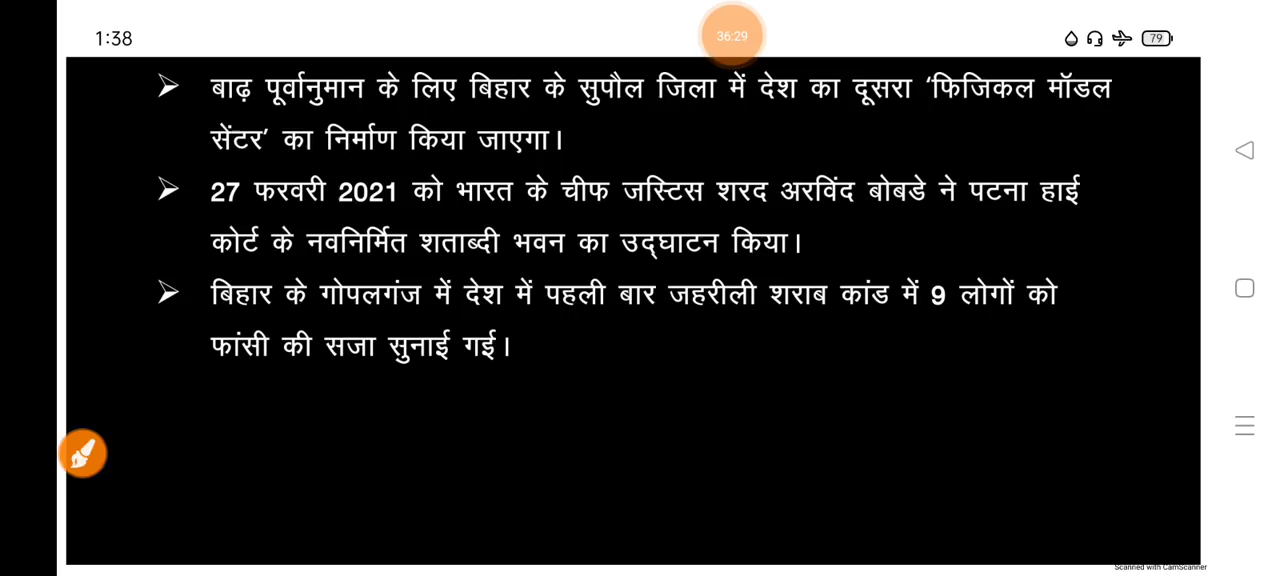 1:38
36:29
79
➤ बाढ़ पूर्वानुमान के लिए बिहार के सुपौल जिला में देश का दूसरा 'फिजिकल मॉडल
सेंटर' का निर्माण किया जाएगा।
➤ 27 फरवरी 2021 को भारत के चीफ जस्टिस शरद अरविंद बोबडे ने पटना हाई
कोर्ट के नवनिर्मित शताब्दी भवन का उद्घाटन किया।
➤ बिहार के गोपलगंज में देश में पहली बार जहरीली शराब कांड में 9 लोगों को
फांसी की सजा सुनाई गई।
Scanned with CamScanner